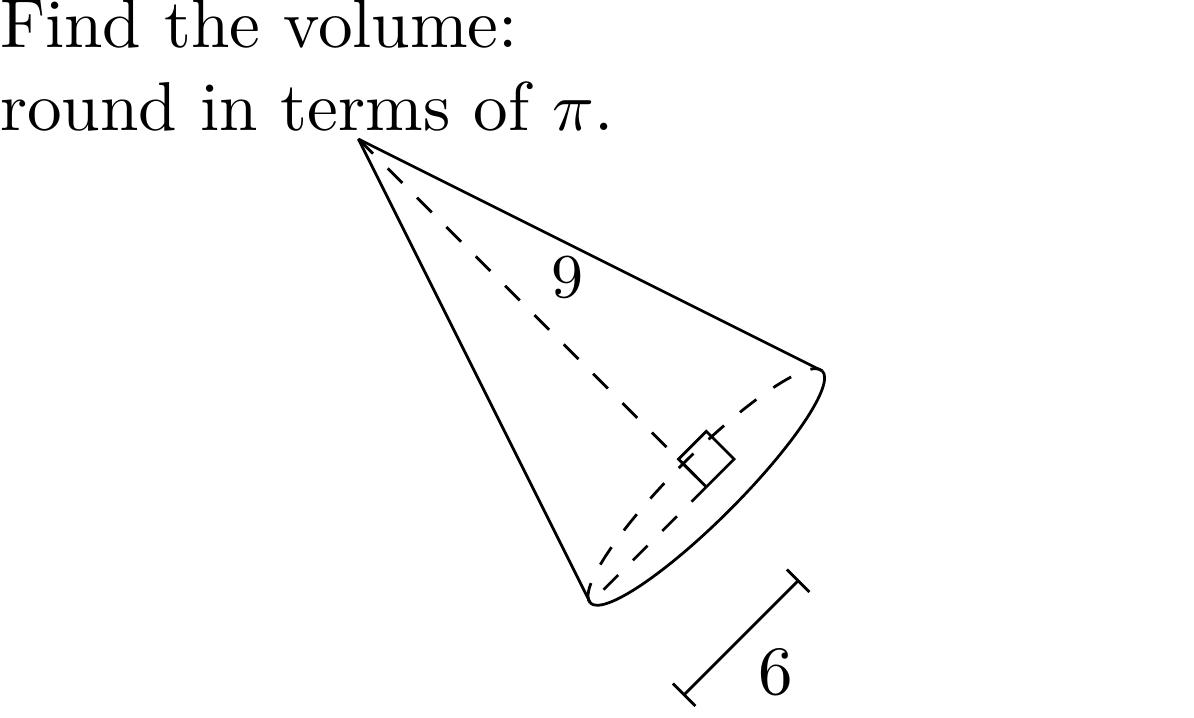 Find the volume:
round in terms of π.
9
6